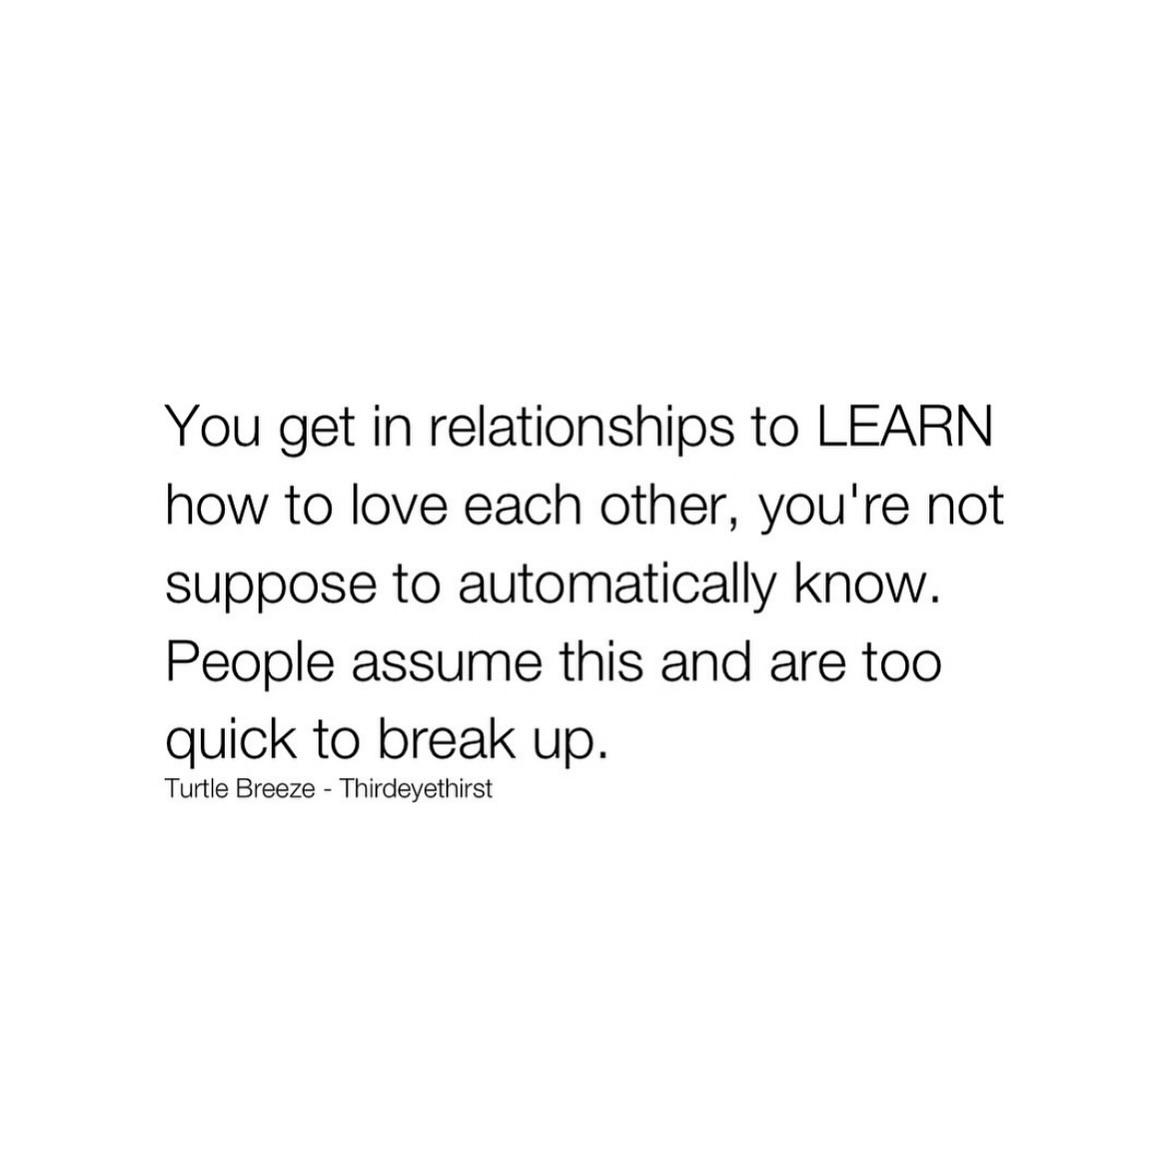 You get in relationships to LEARN
how to love each other, you're not
suppose to automatically know.
People assume this and are too
quick to break up.
Turtle Breeze - Thirdeyethirst